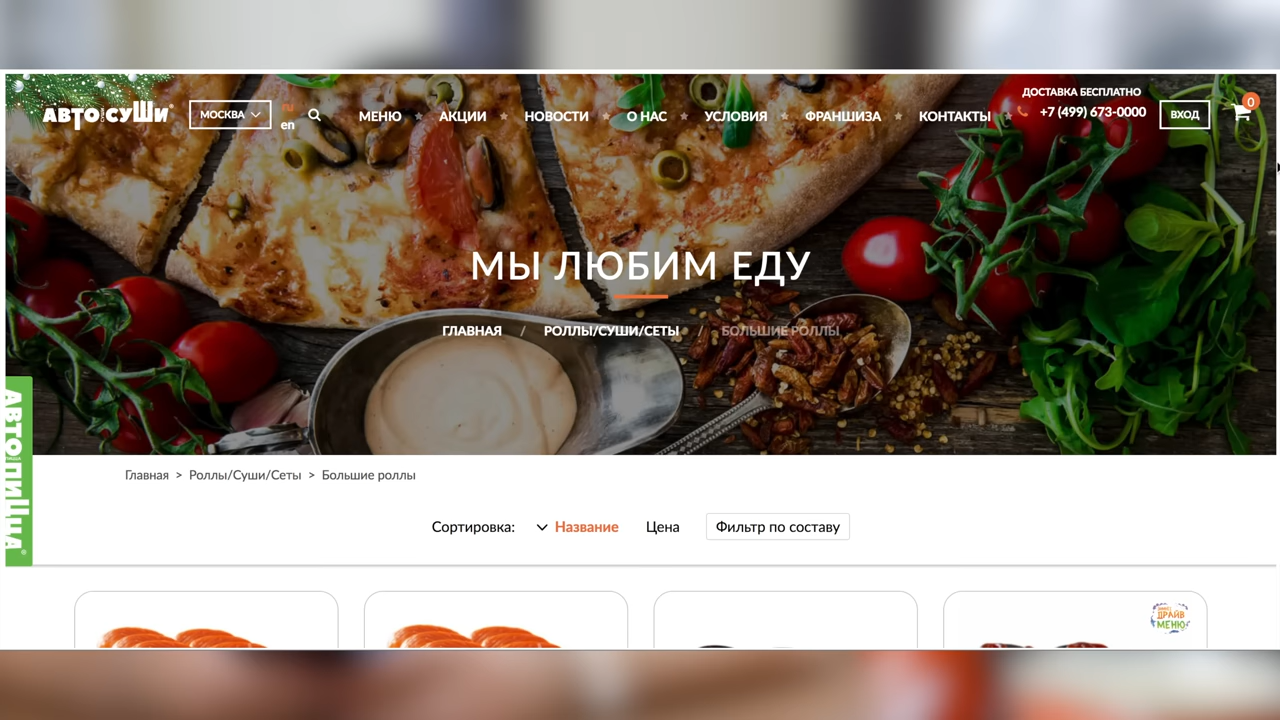 АВТО СУШИ®
МОСКВА
ru
en
МЕНЮ
АКЦИИ
НОВОСТИ
О НАС
УСЛОВИЯ
ФРАНШИЗА
КОНТАКТЫ
ДОСТАВКА БЕСПЛАТНО
+7 (499) 673-0000
ВХОД
0
МЫ ЛЮБИМ ЕДУ
ГЛАВНАЯ / РОЛЛЫ/СУШИ/СЕТЫ / БОЛЬШИЕ РОЛЛЫ
АВТОПИЦЦА®
Главная > Роллы/Суши/Сеты > Большие роллы
Сортировка: Название Цена Фильтр по составу
ДРАЙВ
МЕНЮ